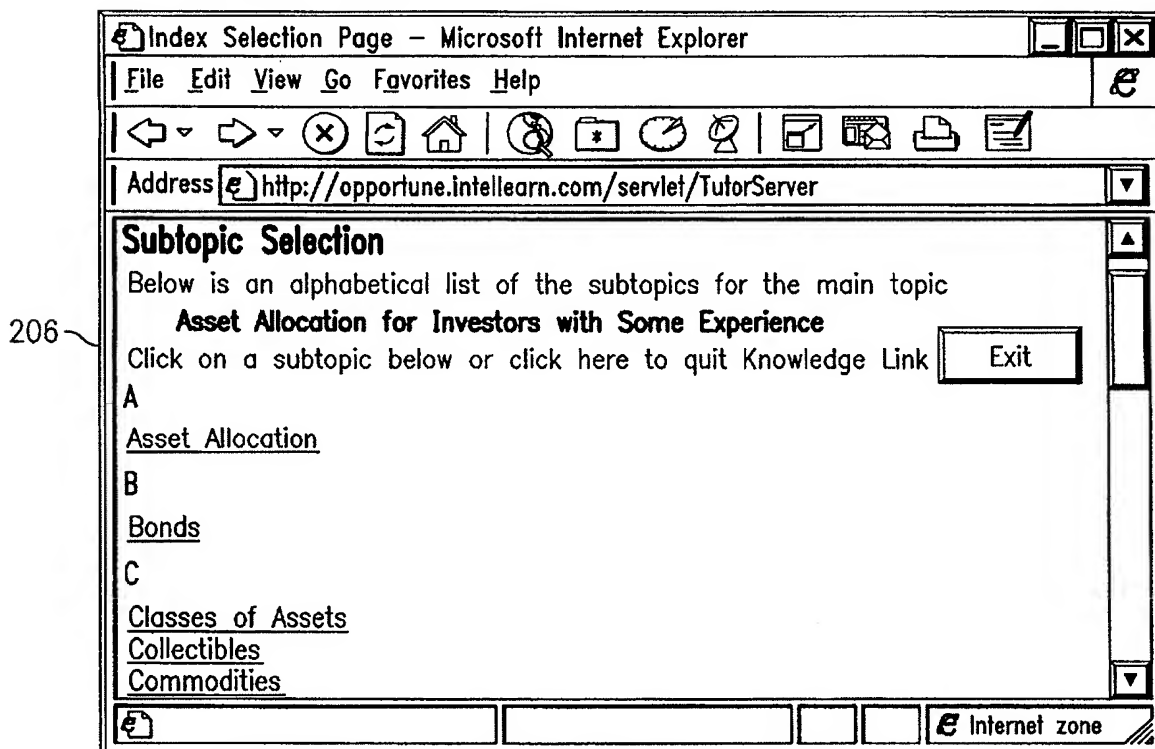 Index Selection Page – Microsoft Internet Explorer
File Edit View Go Favorites Help
Address http://opportune.intellearn.com/servlet/TutorServer
Subtopic Selection
Below is an alphabetical list of the subtopics for the main topic
Asset Allocation for Investors with Some Experience
206
Click on a subtopic below or click here to quit Knowledge Link Exit
A
Asset Allocation
B
Bonds
C
Classes of Assets
Collectibles
Commodities
Internet zone